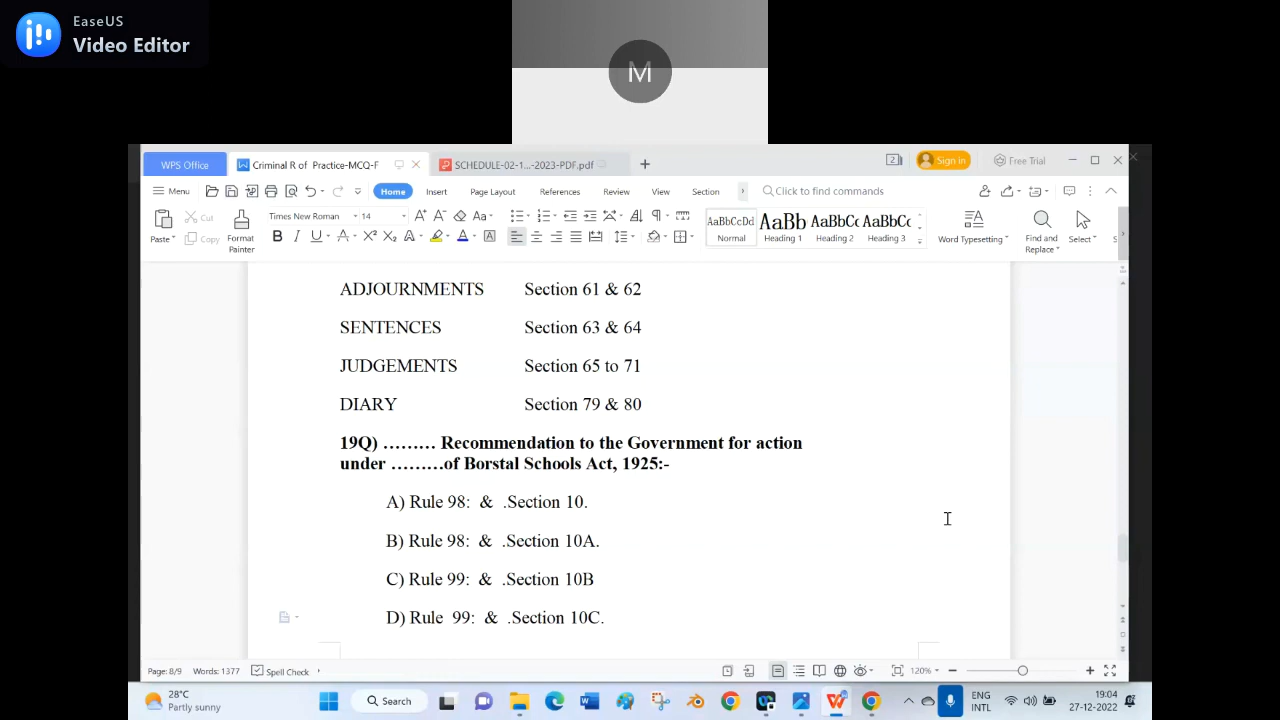 EaseUS
Video Editor
M
WPS Office
Criminal R of Practice-MCQ-F
SCHEDULE-02-1...-2023-PDF.pdf
Sign in
Free Trial
Menu
Home
Insert
Page Layout
References
Review
View
Section
Click to find commands
Paste
Cut
Copy
Format
Painter
Times New Roman
14
AaBbCcDd
Normal
AaBb
Heading 1
AaBbCc
Heading 2
AaBbCc
Heading 3
Word Typesetting
Find and
Replace
Select
ADJOURNMENTS Section 61 & 62
SENTENCES Section 63 & 64
JUDGEMENTS Section 65 to 71
DIARY Section 79 & 80
19Q) ……… Recommendation to the Government for action
under ………of Borstal Schools Act, 1925:-
A) Rule 98: & .Section 10.
B) Rule 98: & .Section 10A.
C) Rule 99: & .Section 10B
D) Rule 99: & .Section 10C.
Page: 8/9
Words: 1377
Spell Check
120%
28°C
Partly sunny
Search
ENG
INTL
19:04
27-12-2022